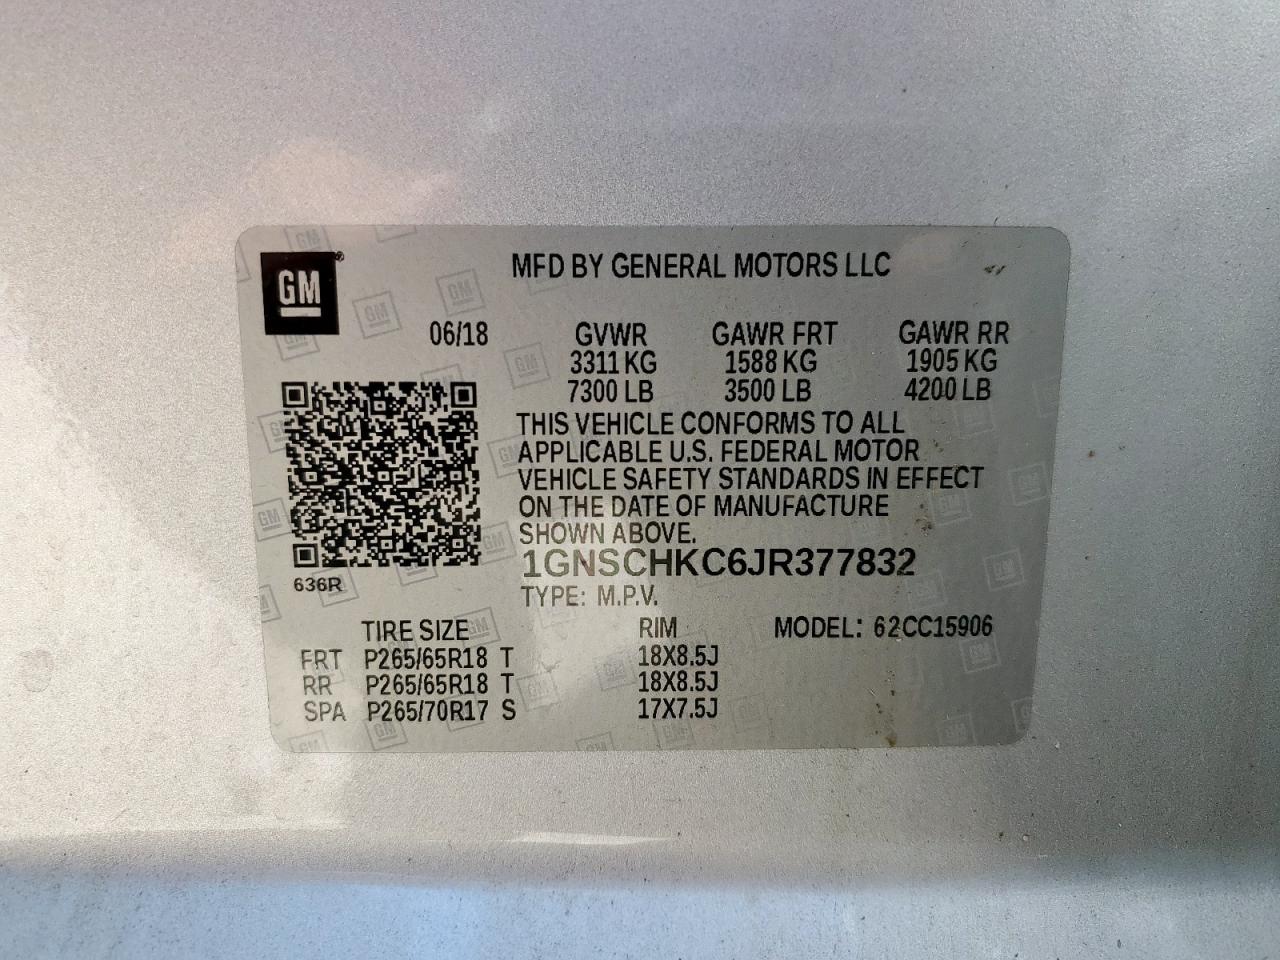 GM
MFD BY GENERAL MOTORS LLC
06/18 GVWR GAWR FRT GAWR RR
3311 KG 1588 KG 1905 KG
7300 LB 3500 LB 4200 LB
THIS VEHICLE CONFORMS TO ALL
APPLICABLE U.S. FEDERAL MOTOR
VEHICLE SAFETY STANDARDS IN EFFECT
ON THE DATE OF MANUFACTURE
SHOWN ABOVE.
1GNSCHKC6JR377832
636R
TYPE: M.P.V.
TIRE SIZE RIM MODEL: 62CC15906
FRT P265/65R18 T 18X8.5J
RR P265/65R18 T 18X8.5J
SPA P265/70R17 S 17X7.5J